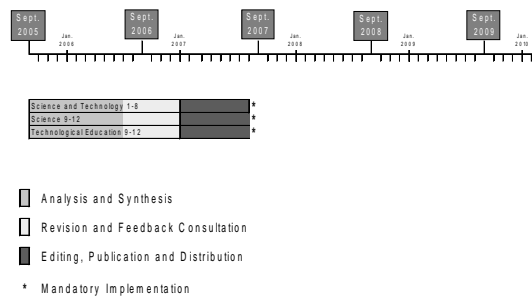 Sept. 2005
Sept. 2006
Sept. 2007
Sept. 2008
Sept. 2009
Jan. 2006
Jan. 2007
Jan. 2008
Jan. 2009
Jan. 2010
Science and Technology 1-8 *
Science 9-12 *
Technological Education 9-12 *
Analysis and Synthesis
Revision and Feedback Consultation
Editing, Publication and Distribution
* Mandatory Implementation